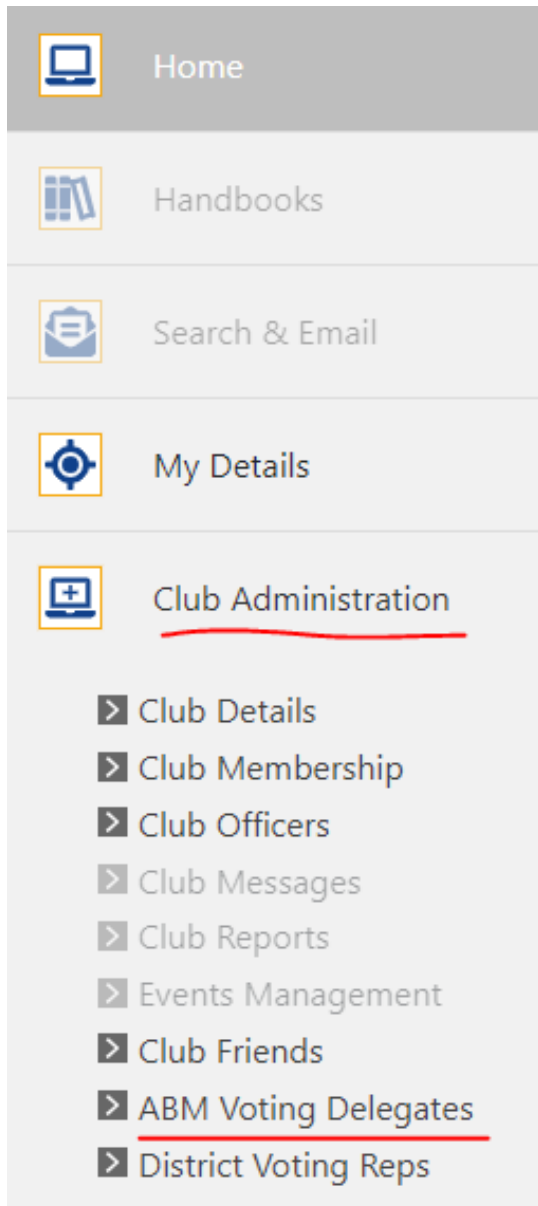 Home
Handbooks
Search & Email
My Details
Club Administration
Club Details
Club Membership
Club Officers
Club Messages
Club Reports
Events Management
Club Friends
ABM Voting Delegates
District Voting Reps